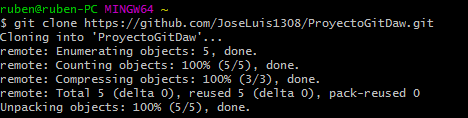 ruben@ruben-PC MINGW64 ~
$ git clone https://github.com/JoseLuis1308/ProyectoGitDaw.git
Cloning into 'ProyectoGitDaw'...
remote: Enumerating objects: 5, done.
remote: Counting objects: 100% (5/5), done.
remote: Compressing objects: 100% (3/3), done.
remote: Total 5 (delta 0), reused 5 (delta 0), pack-reused 0
Unpacking objects: 100% (5/5), done.